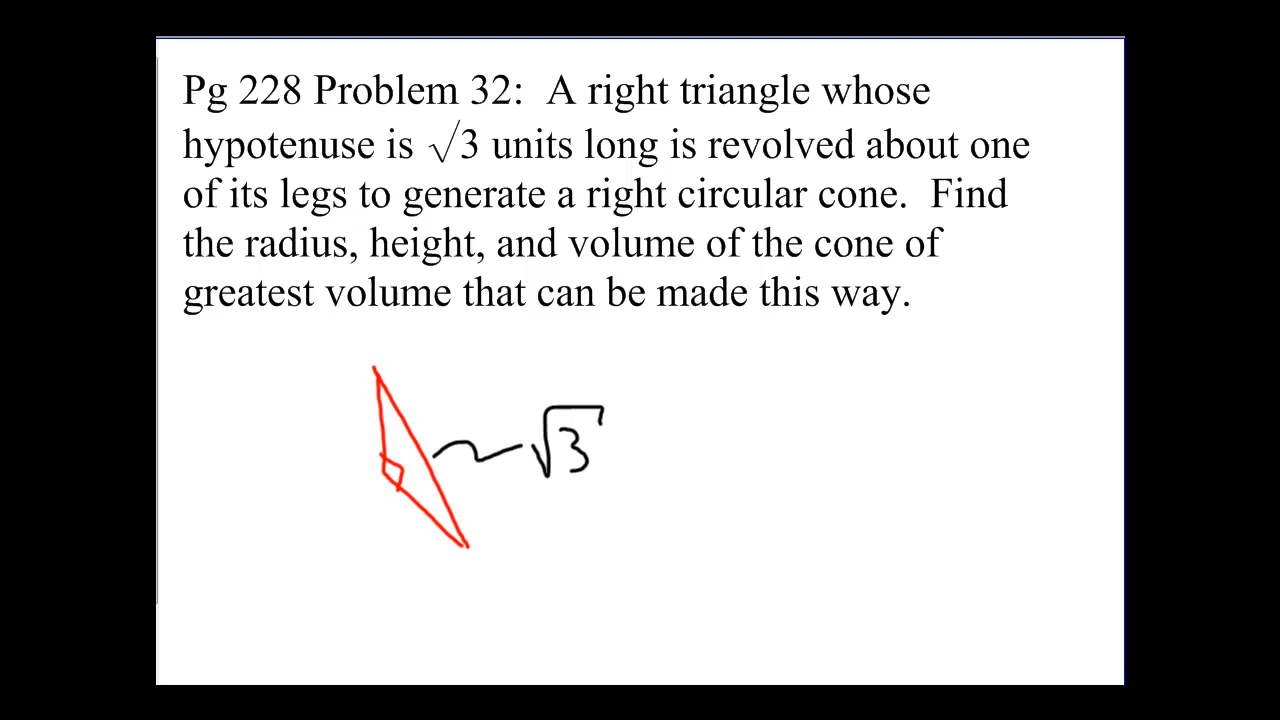 Pg 228 Problem 32:  A right triangle whose
hypotenuse is √3 units long is revolved about one
of its legs to generate a right circular cone.  Find
the radius, height, and volume of the cone of
greatest volume that can be made this way.
√3